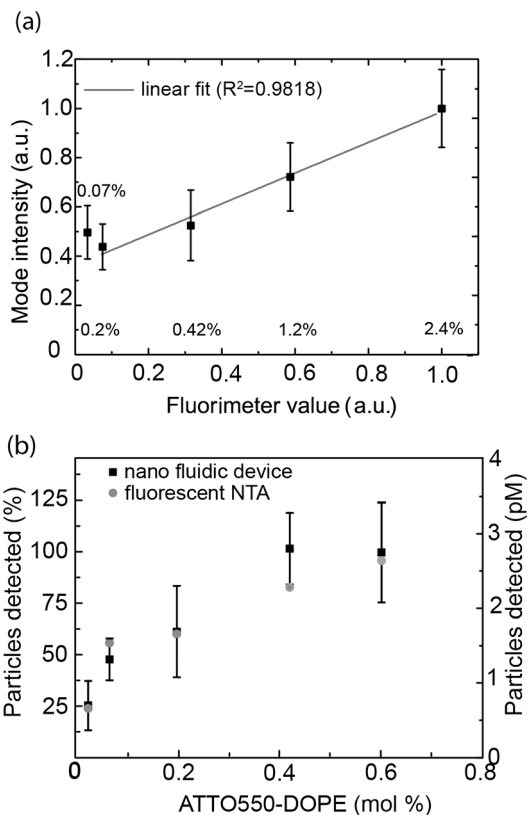 (a)
1.2
1.0
0.8
0.6
0.4
0.2
0
linear fit (R²=0.9818)
0.07%
0.2%
0.42%
1.2%
2.4%
Mode intensity (a.u.)
0 0.2 0.4 0.6 0.8 1.0
Fluorimeter value (a.u.)
(b)
nano fluidic device
fluorescent NTA
125
100
75
50
25
4
3
2
1
0
Particles detected (%)
Particles detected (pM)
0 0.2 0.4 0.6 0.8
ATTO550-DOPE (mol %)